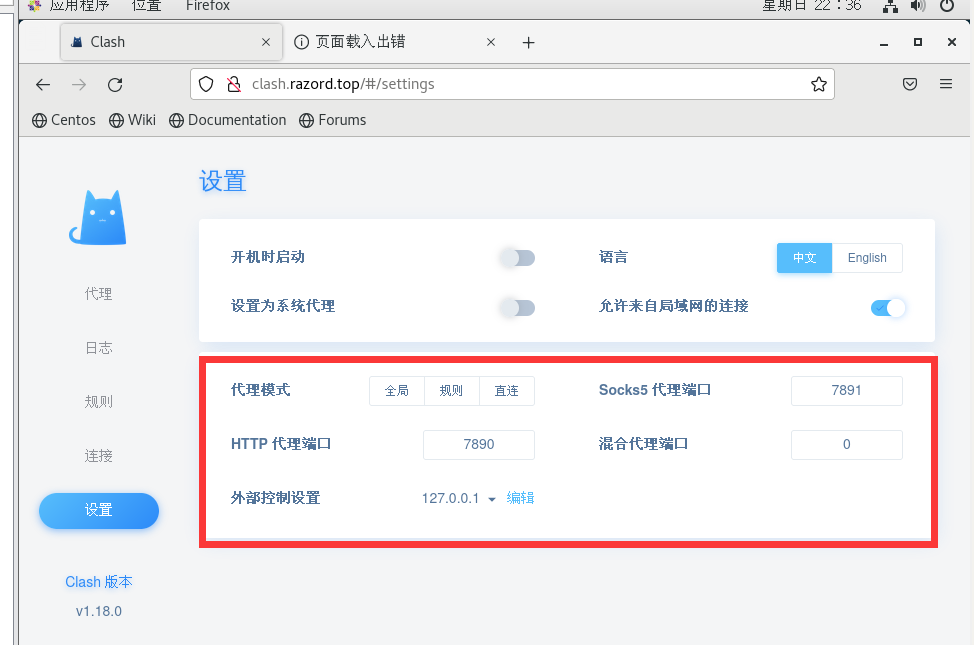 应用程序 位置 Firefox 星期日 22：36
Clash 页面载入出错
clash.razord.top/#/settings
Centos Wiki Documentation Forums
设置
开机时启动 语言 中文 English
设置为系统代理 允许来自局域网的连接
代理
日志
规则
连接
设置
代理模式 全局 规则 直连 Socks5 代理端口 7891
HTTP 代理端口 7890 混合代理端口 0
外部控制设置 127.0.0.1 编辑
Clash 版本
v1.18.0